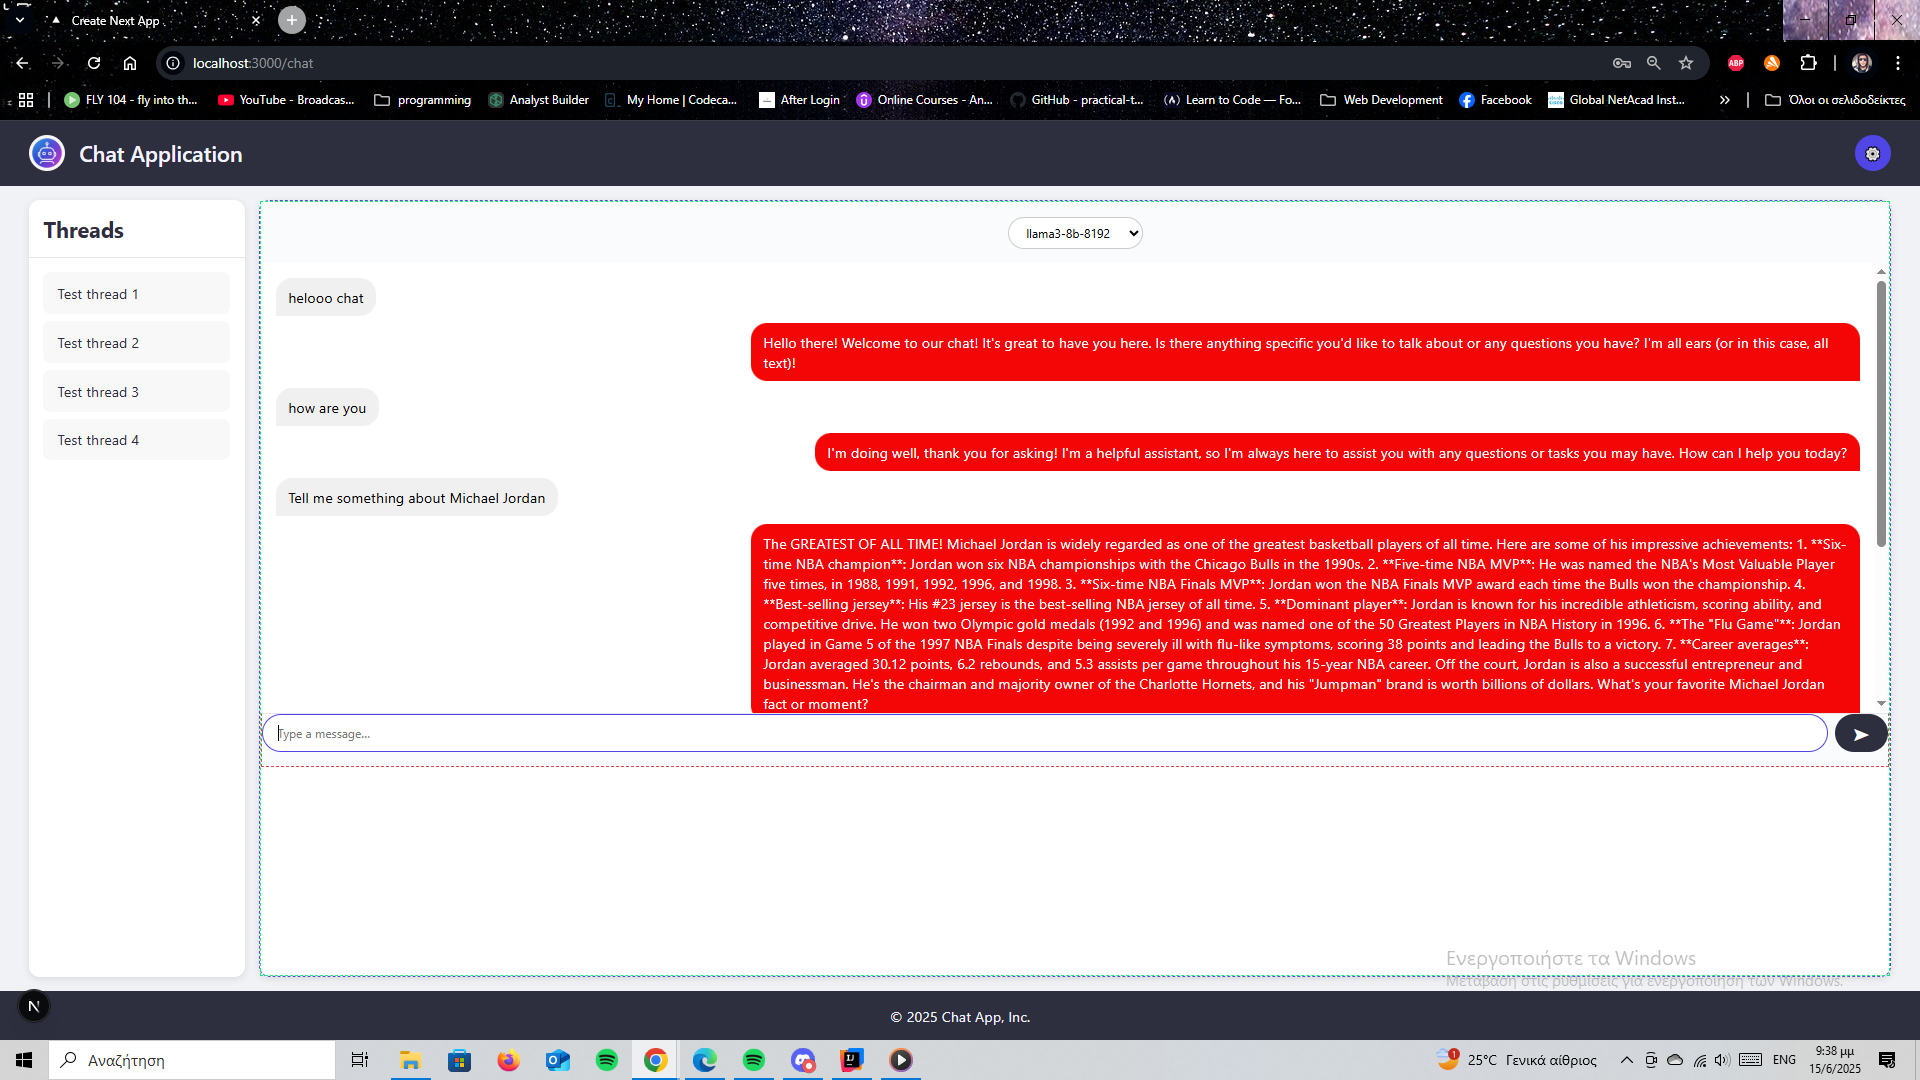 Create Next App
localhost:3000/chat
ABP
FLY 104 - fly into th...
YouTube - Broadcas...
programming
Analyst Builder
My Home | Codeca...
After Login
Online Courses - An...
GitHub - practical-t...
Learn to Code — Fo...
Web Development
Facebook
Global NetAcad Inst...
Όλοι οι σελιδοδείκτες
Chat Application
Threads
Test thread 1
Test thread 2
Test thread 3
Test thread 4
llama3-8b-8192
helooo chat
Hello there! Welcome to our chat! It's great to have you here. Is there anything specific you'd like to talk about or any questions you have? I'm all ears (or in this case, all
text)!
how are you
I'm doing well, thank you for asking! I'm a helpful assistant, so I'm always here to assist you with any questions or tasks you may have. How can I help you today?
Tell me something about Michael Jordan
The GREATEST OF ALL TIME! Michael Jordan is widely regarded as one of the greatest basketball players of all time. Here are some of his impressive achievements: 1. **Six-
time NBA champion**: Jordan won six NBA championships with the Chicago Bulls in the 1990s. 2. **Five-time NBA MVP**: He was named the NBA's Most Valuable Player
five times, in 1988, 1991, 1992, 1996, and 1998. 3. **Six-time NBA Finals MVP**: Jordan won the NBA Finals MVP award each time the Bulls won the championship. 4.
**Best-selling jersey**: His #23 jersey is the best-selling NBA jersey of all time. 5. **Dominant player**: Jordan is known for his incredible athleticism, scoring ability, and
competitive drive. He won two Olympic gold medals (1992 and 1996) and was named one of the 50 Greatest Players in NBA History in 1996. 6. **The "Flu Game"**: Jordan
played in Game 5 of the 1997 NBA Finals despite being severely ill with flu-like symptoms, scoring 38 points and leading the Bulls to a victory. 7. **Career averages**:
Jordan averaged 30.12 points, 6.2 rebounds, and 5.3 assists per game throughout his 15-year NBA career. Off the court, Jordan is also a successful entrepreneur and
businessman. He's the chairman and majority owner of the Charlotte Hornets, and his "Jumpman" brand is worth billions of dollars. What's your favorite Michael Jordan
fact or moment?
Type a message...
Ενεργοποιήστε τα Windows
Μετάβαση στις ρυθμίσεις για ενεργοποίηση των Windows.
N
© 2025 Chat App, Inc.
Αναζήτηση
1
25°C Γενικά αίθριος
ENG
9:38 μμ
15/6/2025